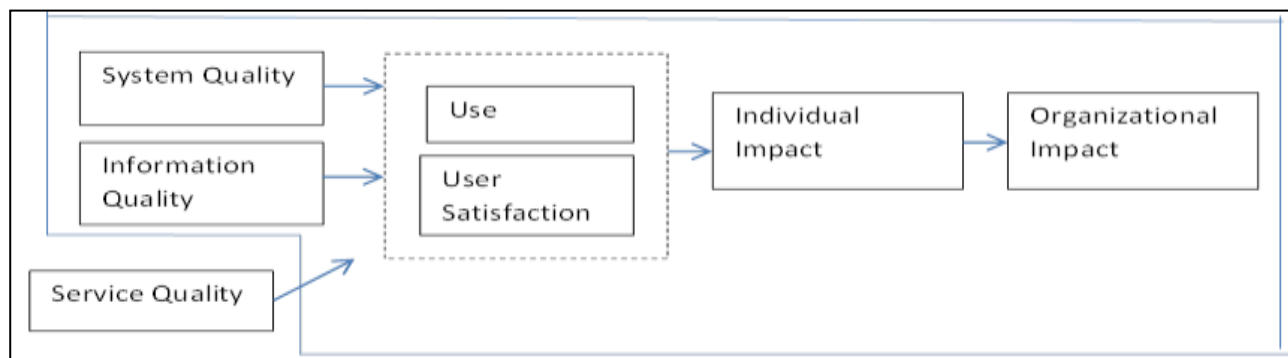 System Quality
Information
Quality
Service Quality
Use
User
Satisfaction
Individual
Impact
Organizational
Impact